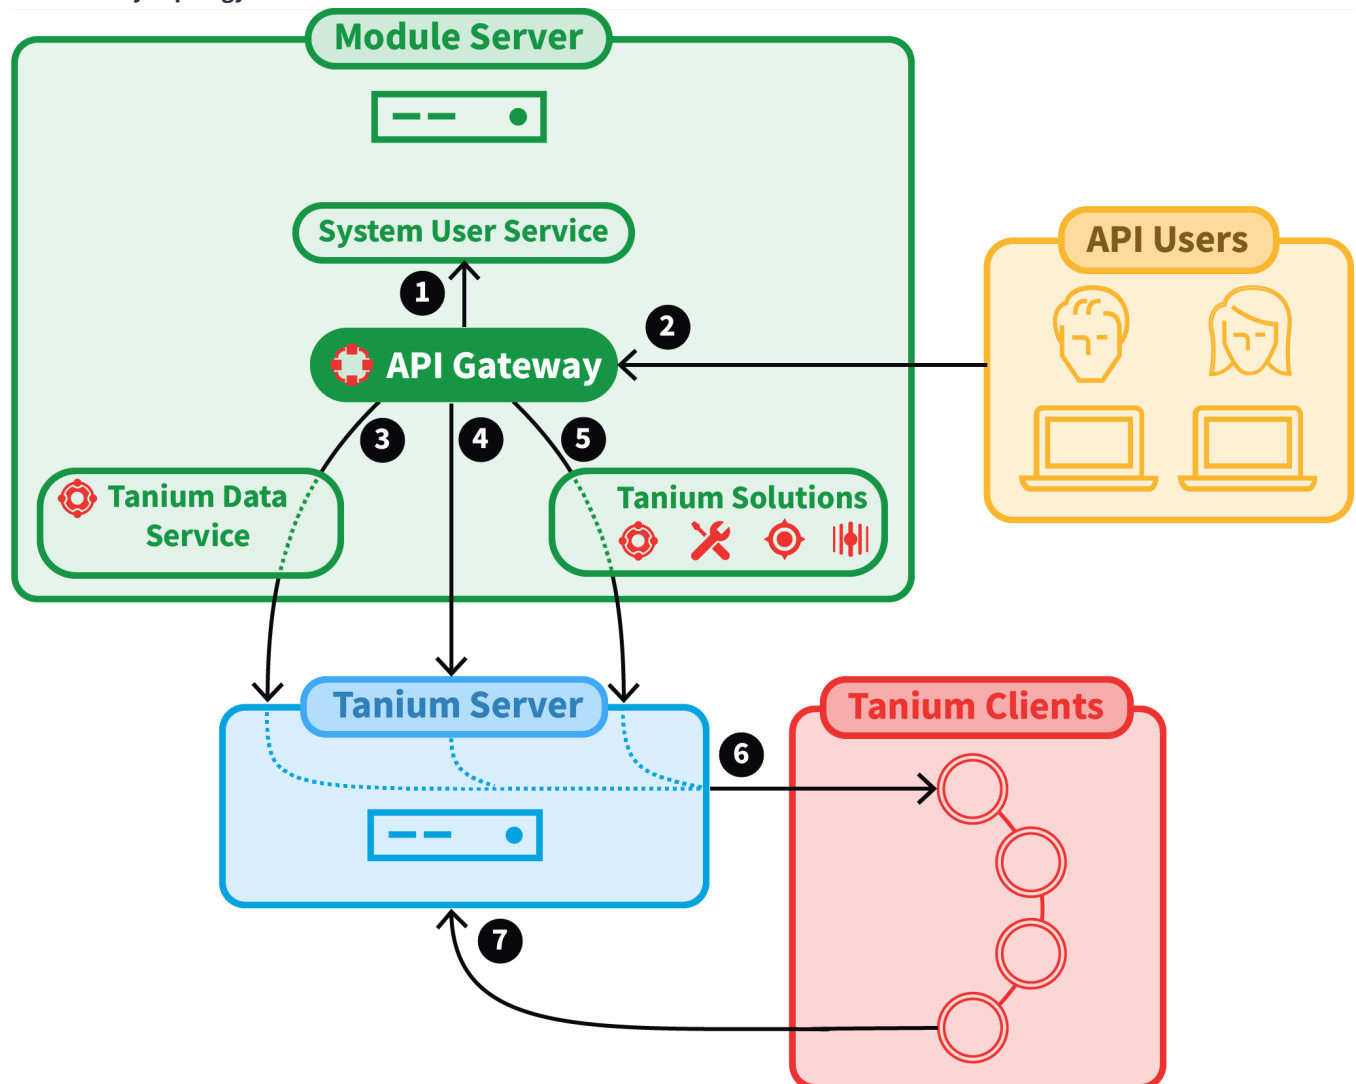 Module Server
System User Service
1
2
API Gateway
3
4
5
Tanium Data
Service
Tanium Solutions
API Users
Tanium Server
6
Tanium Clients
7